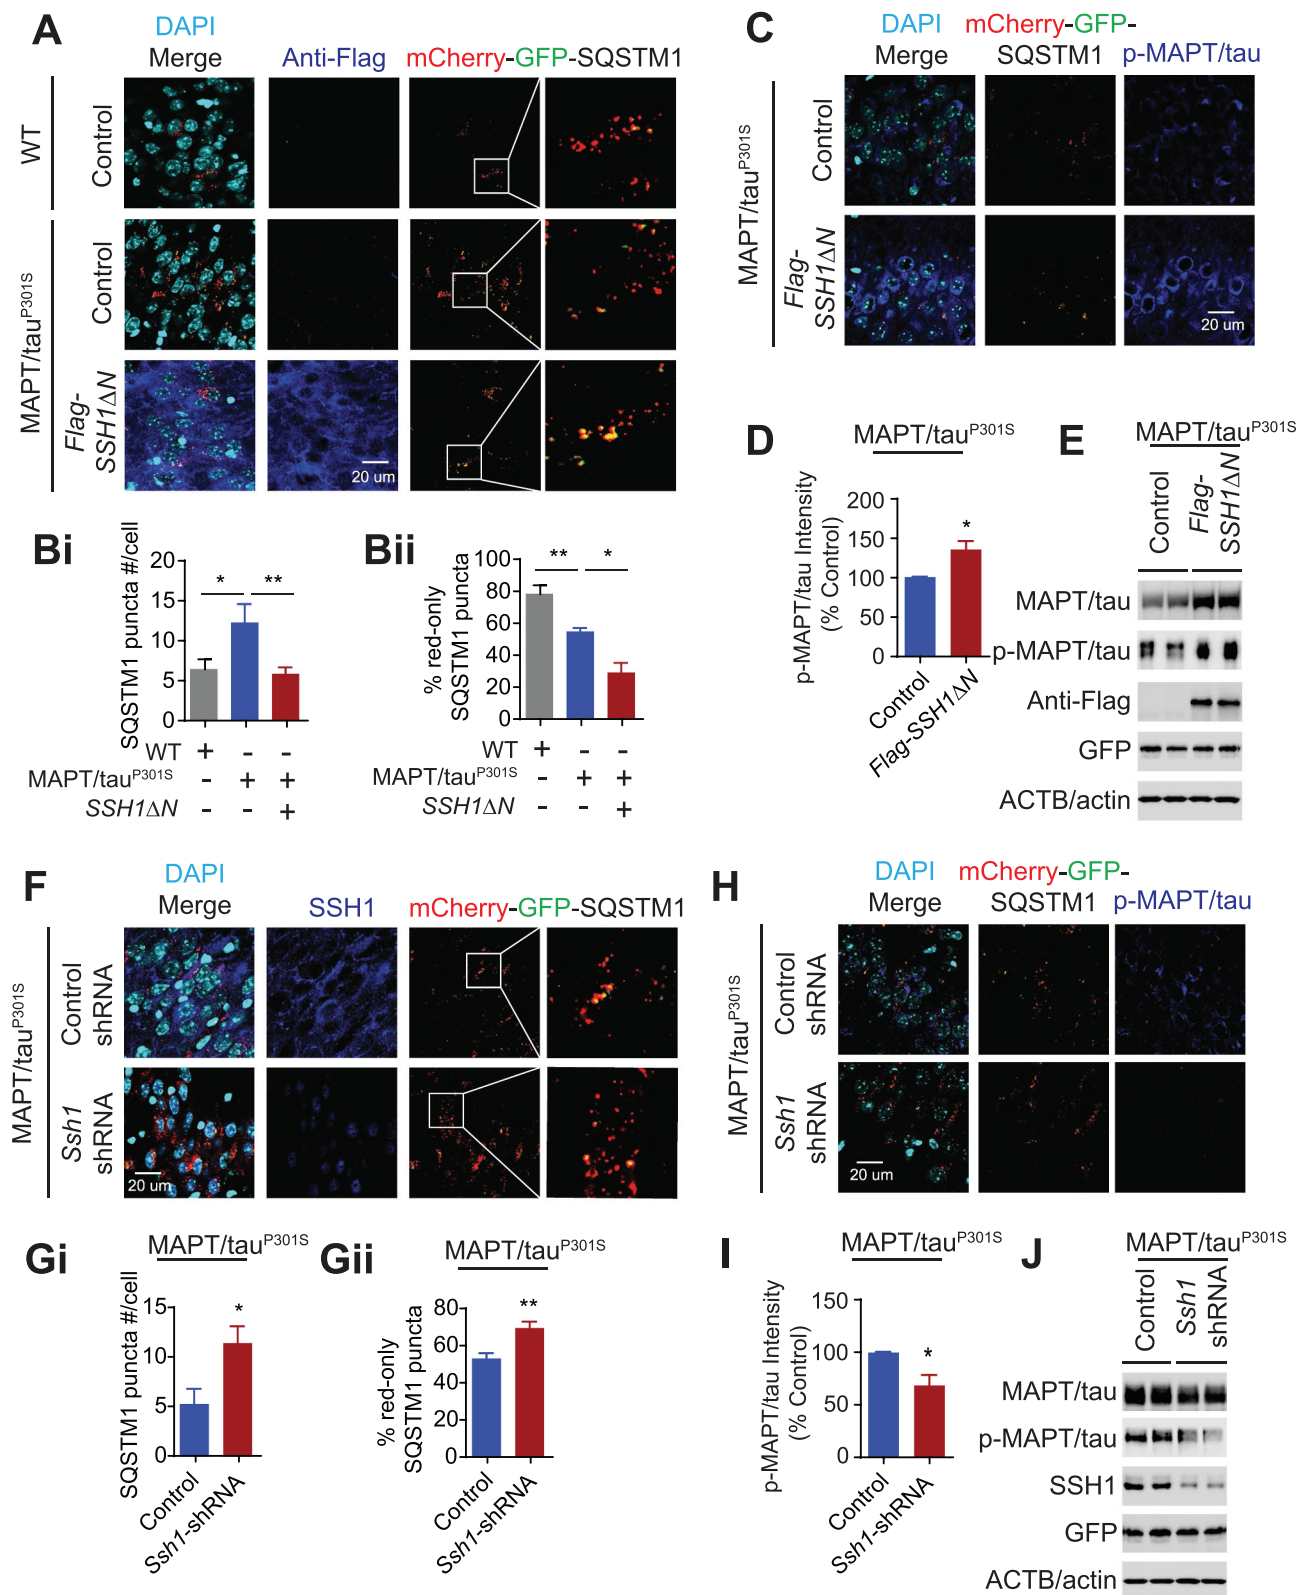 A
DAPI
Merge
Anti-Flag
mCherry-GFP-SQSTM1
WT
Control
MAPT/tauP301S
Control
Flag-
SSH1ΔN
20 um
C
DAPI
Merge
mCherry-GFP-
SQSTM1
p-MAPT/tau
MAPT/tauP301S
Control
Flag-
SSH1ΔN
20 um
Bi
SQSTM1 puncta #/cell
20
15
10
5
0
*
**
WT + - -
MAPT/tauP301S - + +
SSH1ΔN - - +
Bii
% red-only
SQSTM1 puncta
100
80
60
40
20
0
**
*
WT + - -
MAPT/tauP301S - + +
SSH1ΔN - - +
D
MAPT/tauP301S
p-MAPT/tau Intensity
(% Control)
200
150
100
50
0
*
Control
Flag-SSH1ΔN
E
MAPT/tauP301S
Control
Flag-
SSH1ΔN
MAPT/tau
p-MAPT/tau
Anti-Flag
GFP
ACTB/actin
F
DAPI
Merge
SSH1
mCherry-GFP-SQSTM1
MAPT/tauP301S
Control
shRNA
Ssh1
shRNA
20 um
H
DAPI
Merge
mCherry-GFP-
SQSTM1
p-MAPT/tau
MAPT/tauP301S
Control
shRNA
Ssh1
shRNA
20 um
Gi
MAPT/tauP301S
SQSTM1 puncta #/cell
15
10
5
0
*
Control
Ssh1-shRNA
Gii
MAPT/tauP301S
% red-only
SQSTM1 puncta
80
60
40
20
0
**
Control
Ssh1-shRNA
I
MAPT/tauP301S
p-MAPT/tau Intensity
(% Control)
150
100
50
0
*
Control
Ssh1-shRNA
J
MAPT/tauP301S
Control
Ssh1
shRNA
MAPT/tau
p-MAPT/tau
SSH1
GFP
ACTB/actin